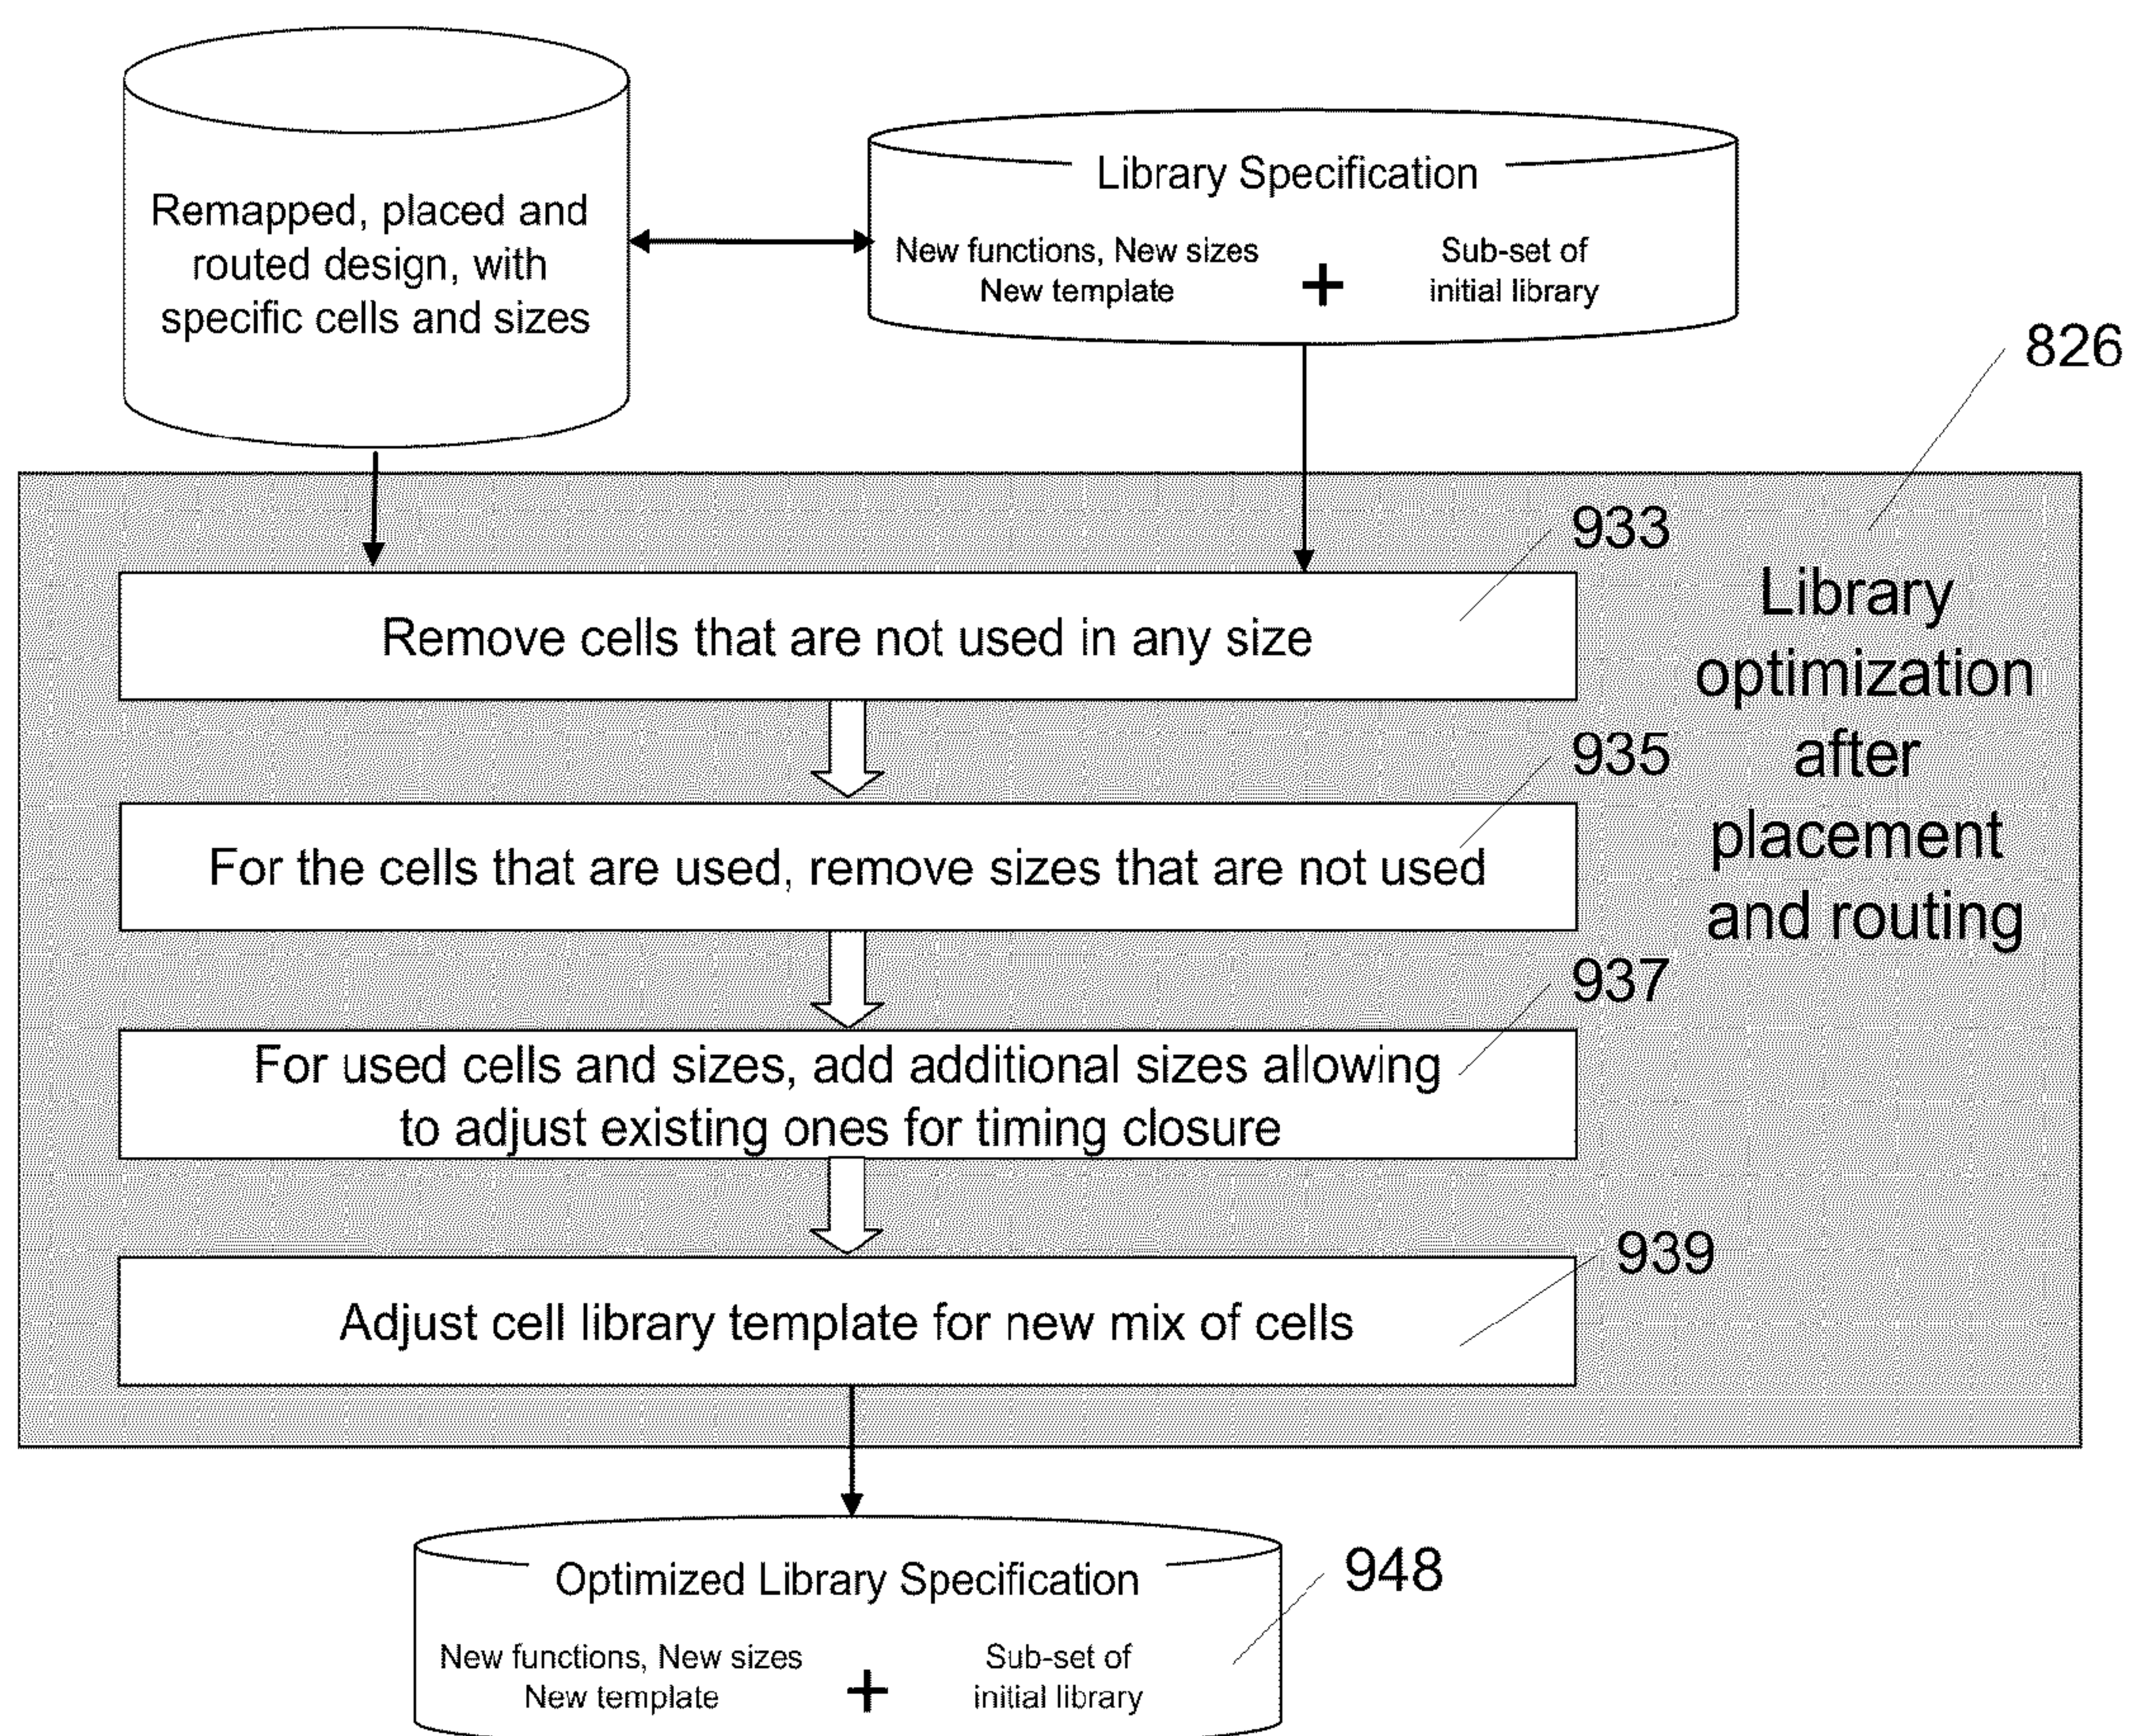 Remapped, placed and
routed design, with
specific cells and sizes
Library Specification
New functions, New sizes
New template
+
Sub-set of
initial library
826
933
Remove cells that are not used in any size
Library
optimization
after
placement
and routing
935
For the cells that are used, remove sizes that are not used
937
For used cells and sizes, add additional sizes allowing
to adjust existing ones for timing closure
939
Adjust cell library template for new mix of cells
948
Optimized Library Specification
New functions, New sizes
New template
+
Sub-set of
initial library